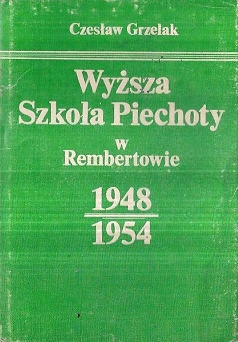 Czesław Grzelak
Wyższa
Szkoła Piechoty
w
Rembertowie
1948
1954